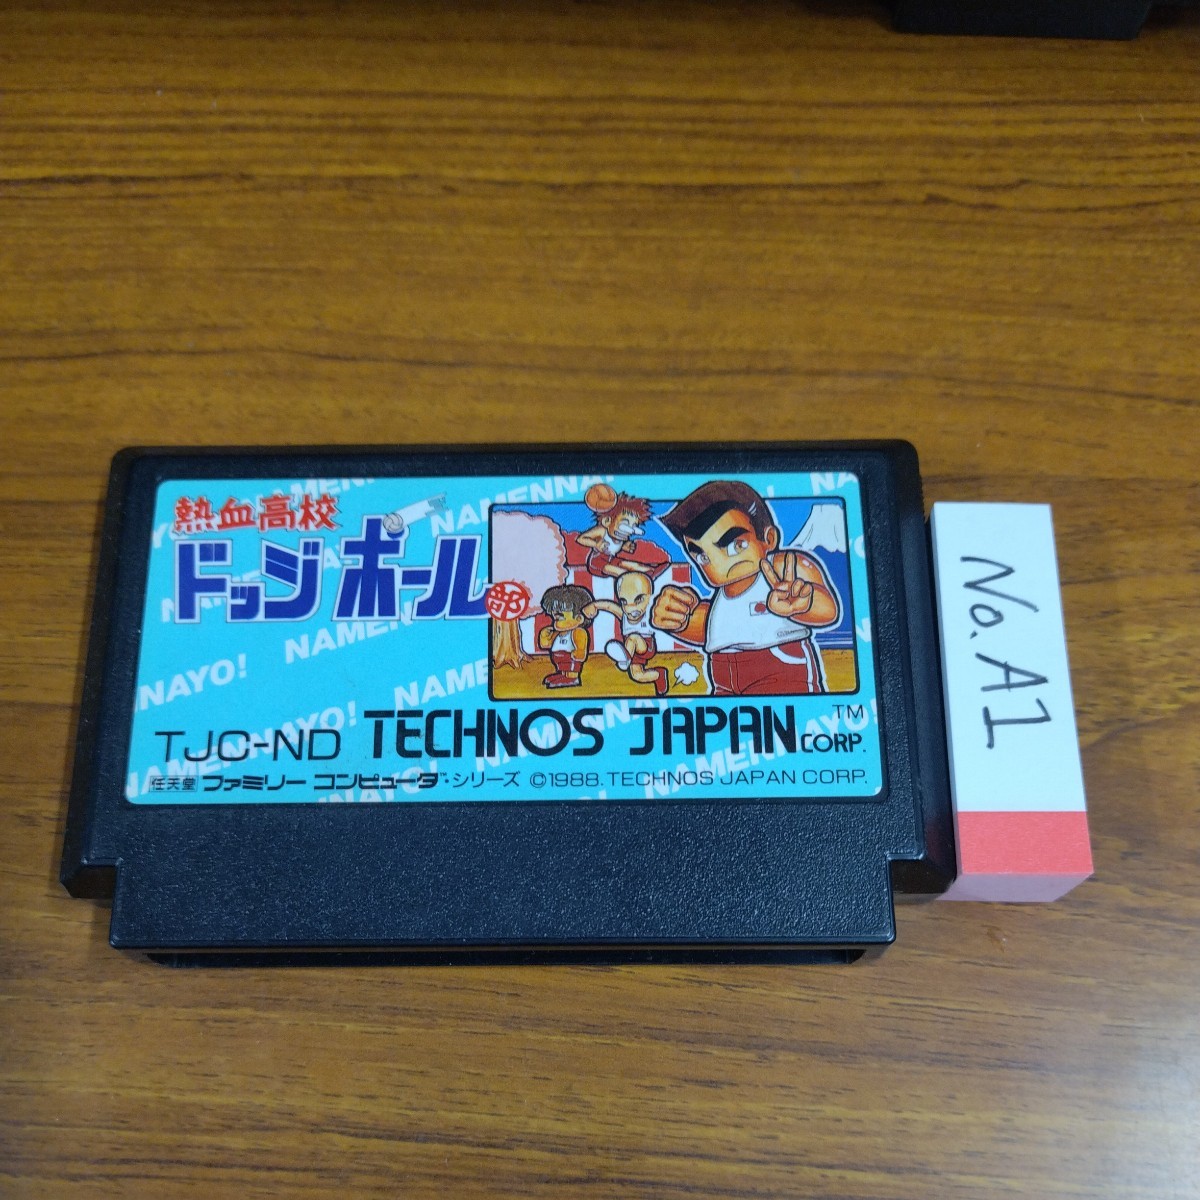 熱血高校
ドッジボール部
NAMENNAYO!
NAMENNAYO!
NAYO!
NAMENNAYO!
NAMENNAYO!
TJC-ND TECHNOS JAPAN CORP.™
任天堂 ファミリー コンピュータ・シリーズ ©1988. TECHNOS JAPAN CORP.
No. A1